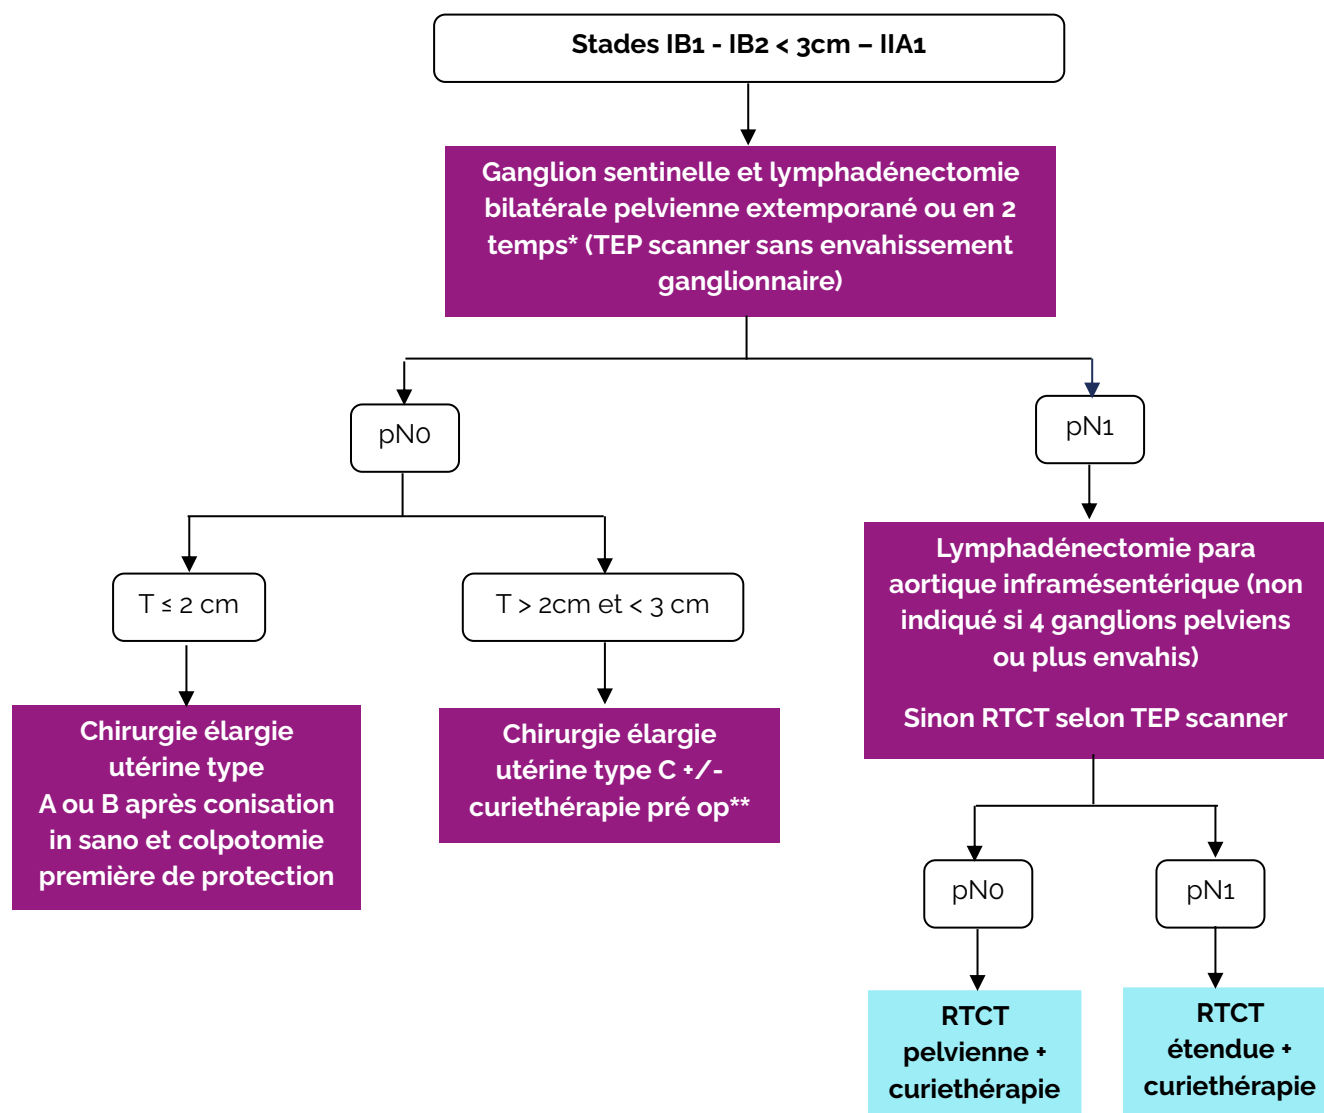 Stades IB1 - IB2 < 3cm – IIA1
Ganglion sentinelle et lymphadénectomie
bilatérale pelvienne extemporané ou en 2
temps* (TEP scanner sans envahissement
ganglionnaire)
pN0
pN1
T ≤ 2 cm
T > 2cm et < 3 cm
Chirurgie élargie
utérine type
A ou B après conisation
in sano et colpotomie
première de protection
Chirurgie élargie
utérine type C +/-
curiethérapie pré op**
Lymphadénectomie para
aortique inframésentérique (non
indiqué si 4 ganglions pelviens
ou plus envahis)
Sinon RTCT selon TEP scanner
pN0
pN1
RTCT
pelvienne +
curiethérapie
RTCT
étendue +
curiethérapie